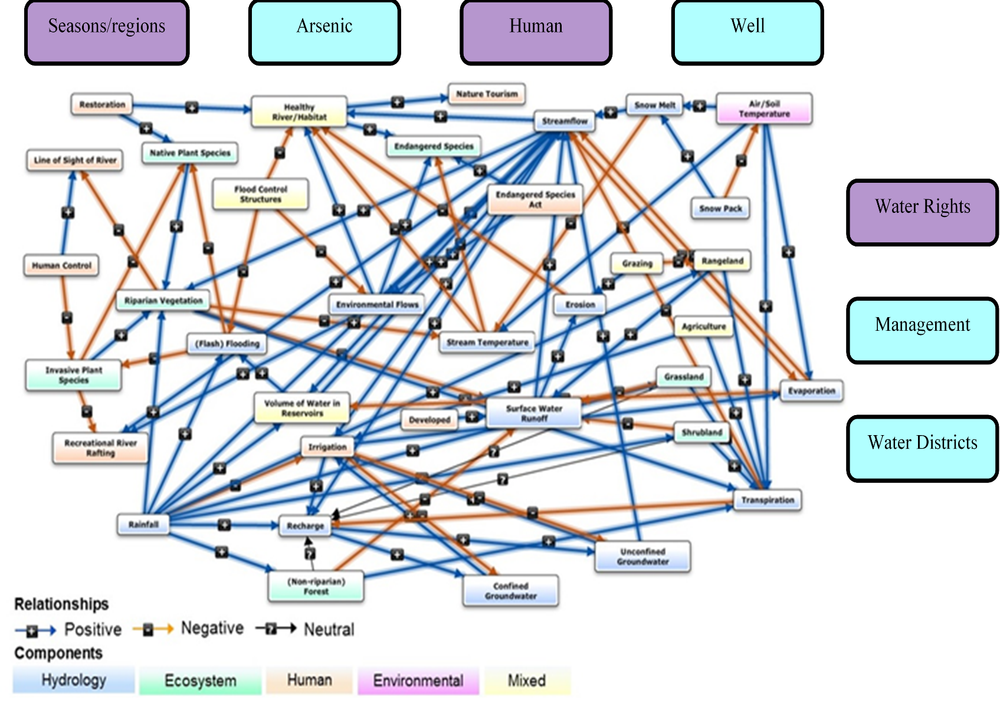 Seasons/regions
Arsenic
Human
Well
Restoration
Healthy
River/Habitat
Nature Tourism
Streamflow
Snow Melt
Air/Soil
Temperature
Line of Sight of River
Native Plant Species
Endangered Species
Flood Control
Structures
Endangered Species
Act
Snow Pack
Water Rights
Human Control
Grazing
Rangeland
Riparian Vegetation
Environmental Flows
Erosion
Agriculture
Management
(Flash) Flooding
Stream Temperature
Invasive Plant
Species
Grassland
Evaporation
Volume of Water in
Reservoirs
Developed
Surface Water
Runoff
Shrubland
Water Districts
Recreational River
Rafting
Irrigation
Transpiration
Rainfall
Recharge
Unconfined
Groundwater
(Non-riparian)
Forest
Confined
Groundwater
Relationships
Positive
Negative
Neutral
Components
Hydrology
Ecosystem
Human
Environmental
Mixed